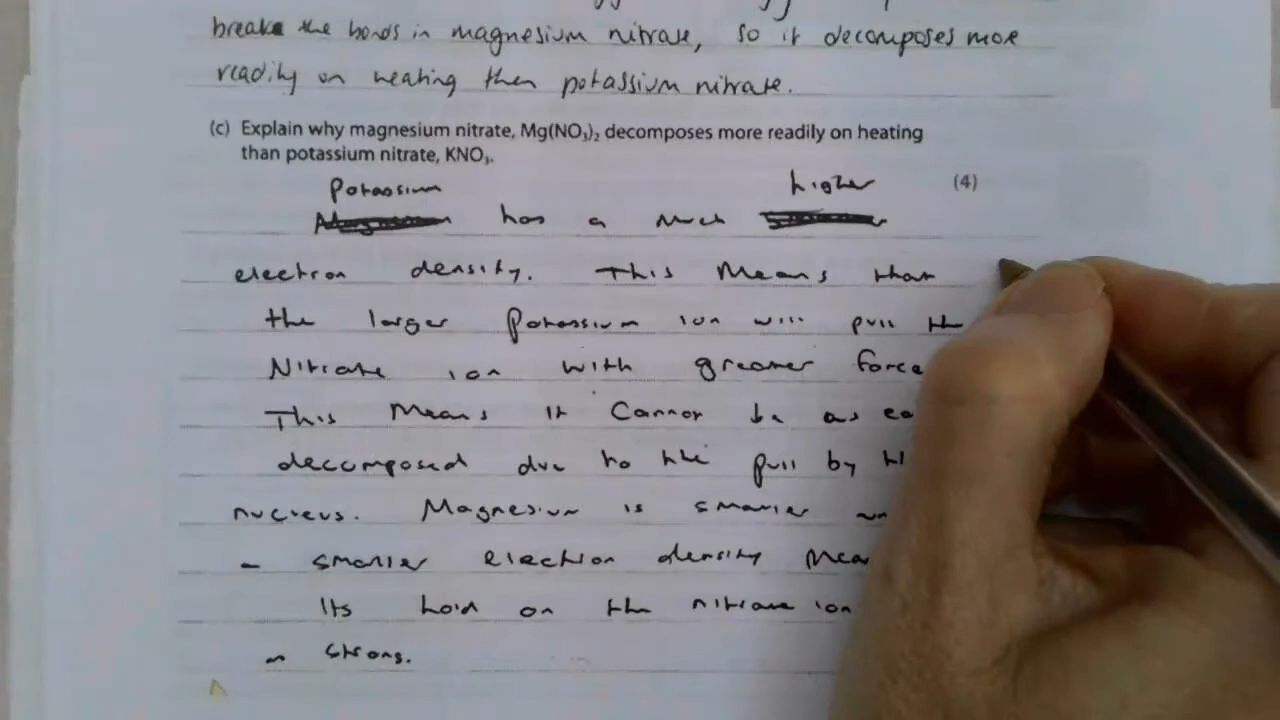 break the bonds in magnesium nitrate, so it decomposes more
readily on heating then potassium nitrate.
(c) Explain why magnesium nitrate, Mg(NO₃)₂ decomposes more readily on heating
than potassium nitrate, KNO₃.
(4)
Potassium higher
has a much
electron density. This Means that
the larger Potassium ion will pull the
Nitrate ion with greater force
This Means it Cannot be as
decomposed due to the pull by
nucleus. Magnesium is smaller
smaller electron density
Its hold on the nitrate ion
strong.